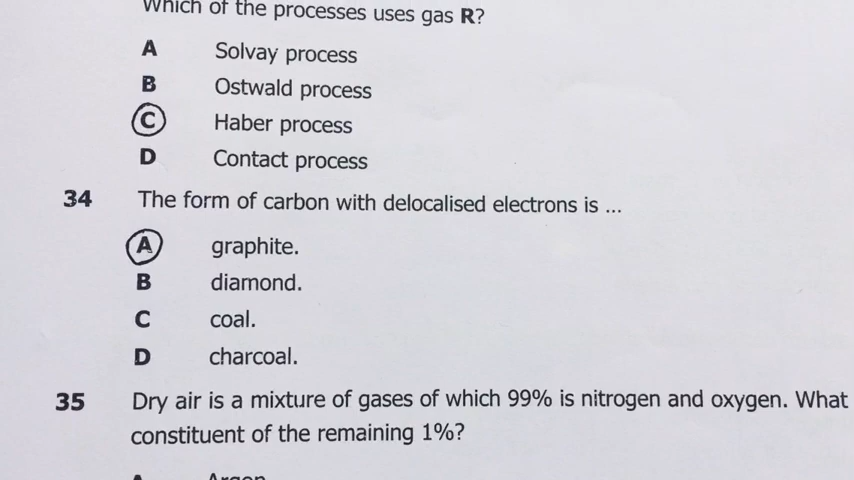 Which of the processes uses gas R?
A Solvay process
B Ostwald process
C Haber process
D Contact process
34 The form of carbon with delocalised electrons is ...
A graphite.
B diamond.
C coal.
D charcoal.
35 Dry air is a mixture of gases of which 99% is nitrogen and oxygen. What
constituent of the remaining 1%?
A Argon